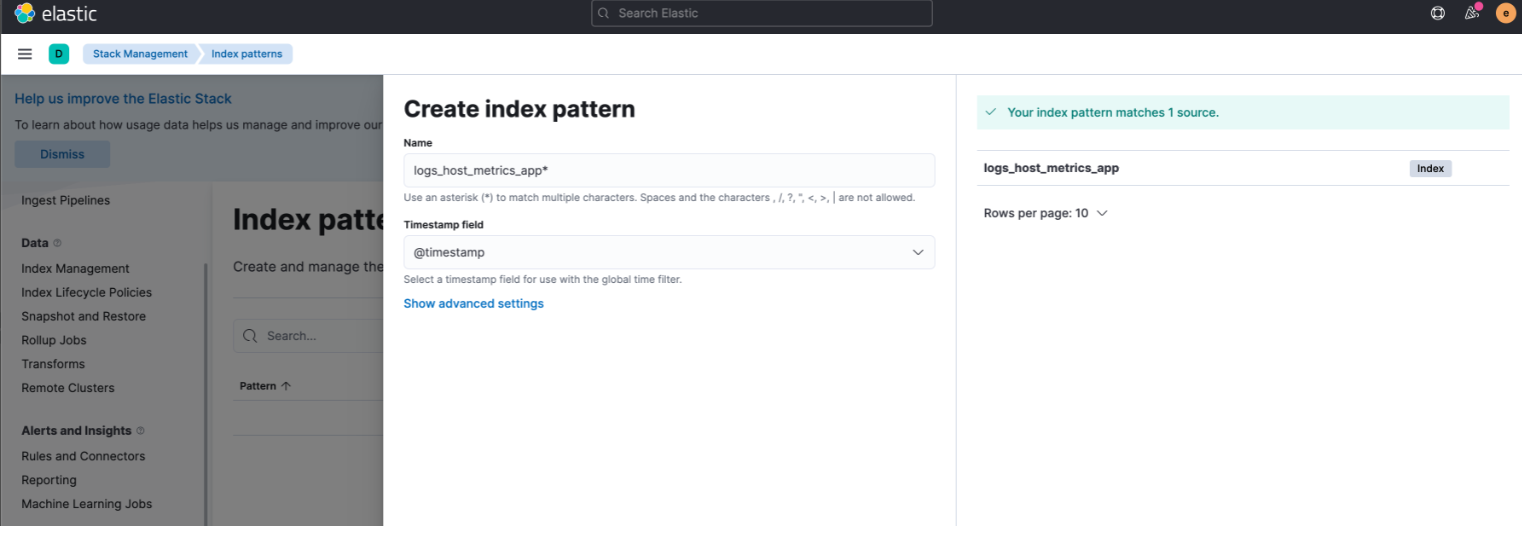 elastic
Search Elastic
e
D
Stack Management
Index patterns
Help us improve the Elastic Stack
To learn about how usage data helps us manage and improve our
Dismiss
Ingest Pipelines
Data
Index Management
Index Lifecycle Policies
Snapshot and Restore
Rollup Jobs
Transforms
Remote Clusters
Alerts and Insights
Rules and Connectors
Reporting
Machine Learning Jobs
Index patte
Create and manage the
Search...
Pattern
Create index pattern
Name
logs_host_metrics_app*
Use an asterisk (*) to match multiple characters. Spaces and the characters , /, ?, ", <, >, | are not allowed.
Timestamp field
@timestamp
Select a timestamp field for use with the global time filter.
Show advanced settings
Your index pattern matches 1 source.
logs_host_metrics_app
Index
Rows per page: 10